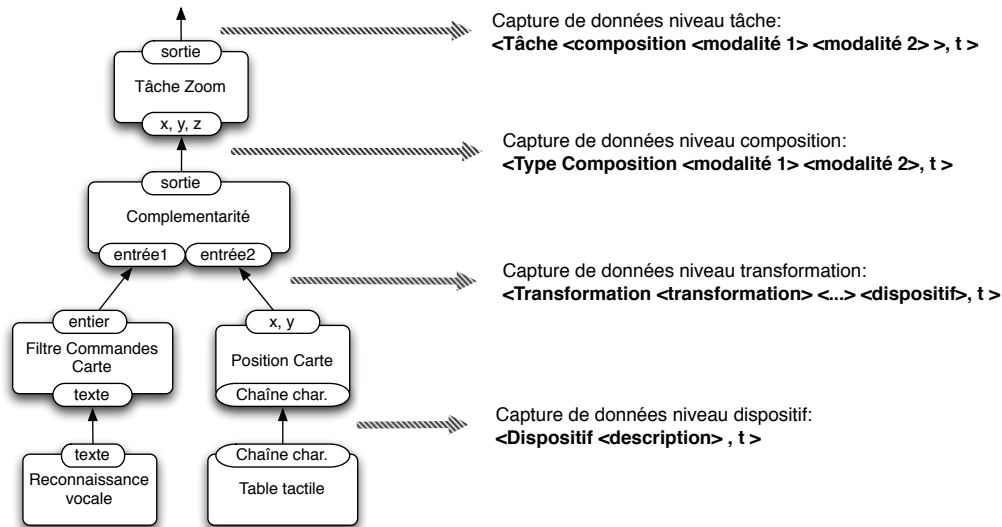 sortie
Tâche Zoom
x, y, z
Capture de données niveau tâche:
<Tâche <composition <modalité 1> <modalité 2> >, t >
sortie
Complementarité
entrée1
entrée2
Capture de données niveau composition:
<Type Composition <modalité 1> <modalité 2>, t >
entier
Filtre Commandes
Carte
texte
x, y
Position Carte
Chaîne char.
Capture de données niveau transformation:
<Transformation <transformation> <...> <dispositif>, t >
texte
Reconnaissance
vocale
Chaîne char.
Table tactile
Capture de données niveau dispositif:
<Dispositif <description> , t >